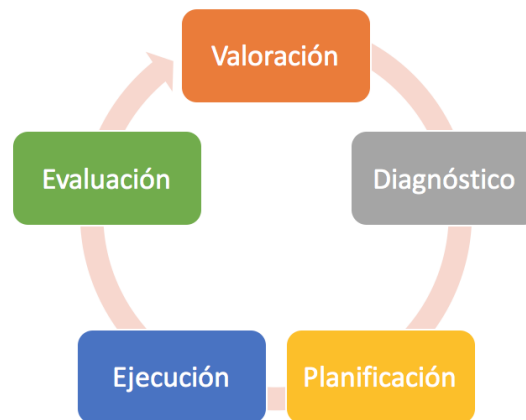 Valoración
Diagnóstico
Planificación
Ejecución
Evaluación